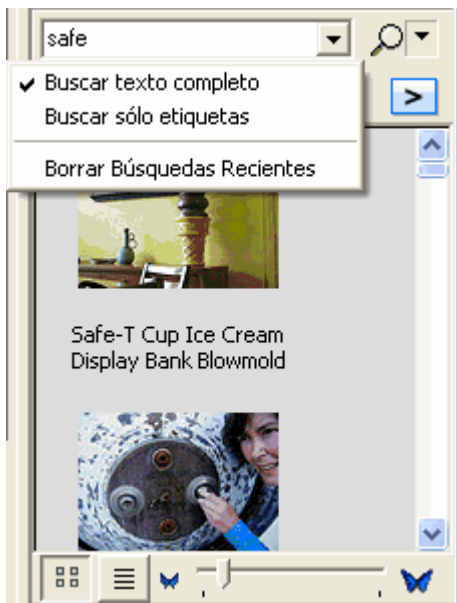 safe
Buscar texto completo
Buscar sólo etiquetas
Borrar Búsquedas Recientes
>
Safe-T Cup Ice Cream
Display Bank Blowmold